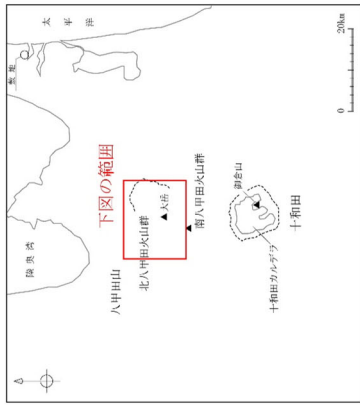 太平洋
敷地
陸奥湾
下図の範囲
八甲田山
北八甲田火山群
大岳
南八甲田火山群
御倉山
十和田カルデラ
十和田
20km